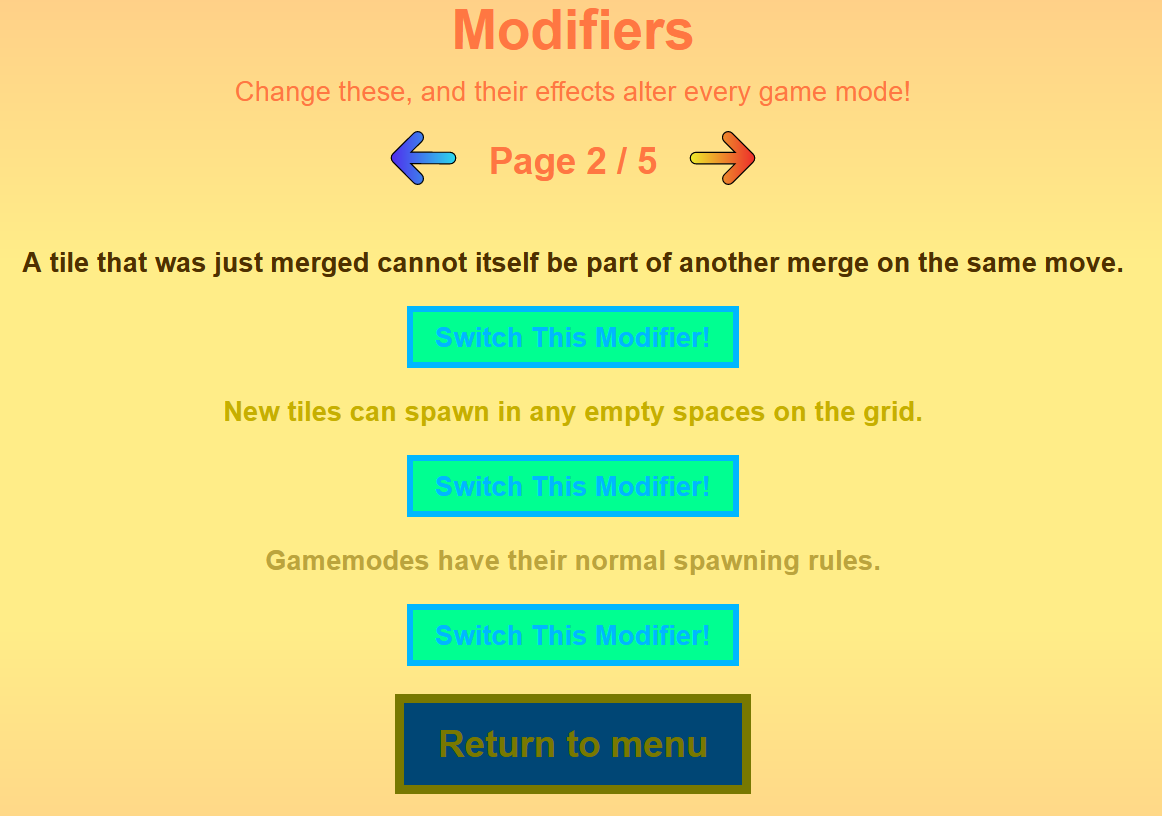 Modifiers
Change these, and their effects alter every game mode!
Page 2 / 5
A tile that was just merged cannot itself be part of another merge on the same move.
Switch This Modifier!
New tiles can spawn in any empty spaces on the grid.
Switch This Modifier!
Gamemodes have their normal spawning rules.
Switch This Modifier!
Return to menu